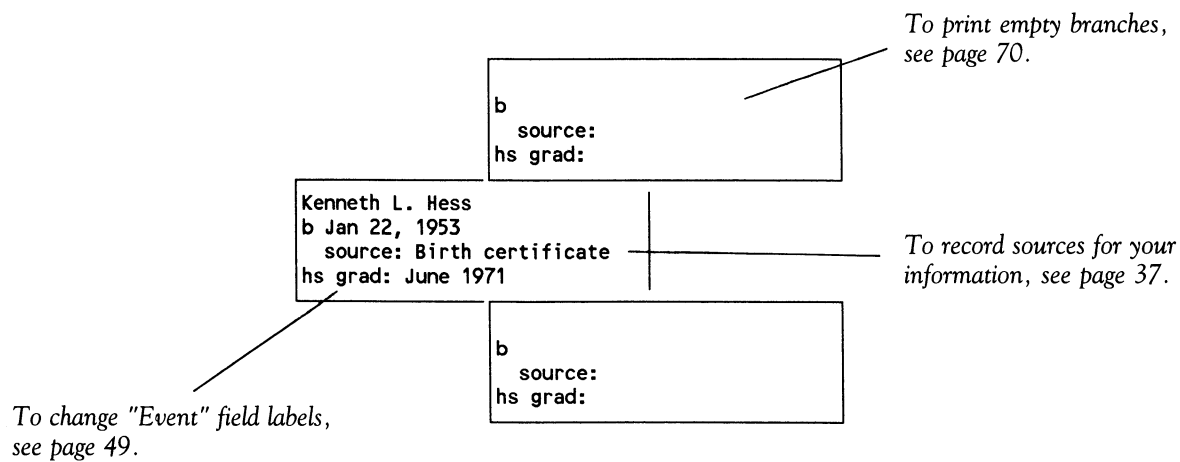 To print empty branches,
see page 70.
b
source:
hs grad:
Kenneth L. Hess
b Jan 22, 1953
source: Birth certificate
hs grad: June 1971
To record sources for your
information, see page 37.
b
source:
hs grad:
To change "Event" field labels,
see page 49.